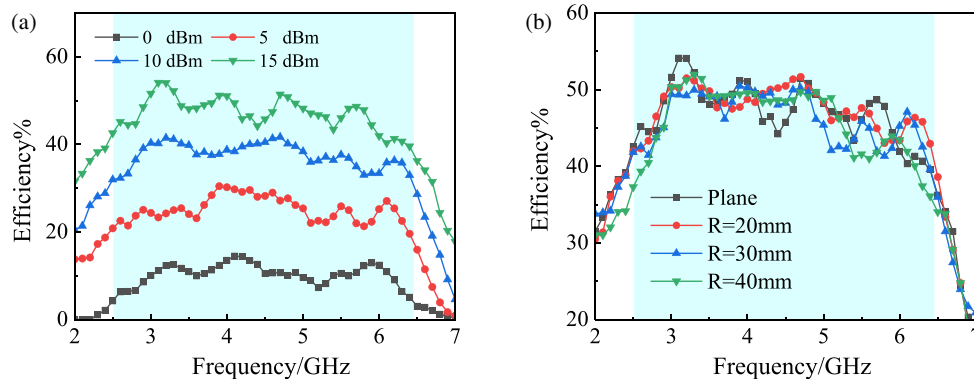 (a)
0 dBm 5 dBm
10 dBm 15 dBm
60
40
20
0
Efficiency%
2 3 4 5 6 7
Frequency/GHz
(b)
60
50
40
30
20
Efficiency%
Plane
R=20mm
R=30mm
R=40mm
2 3 4 5 6 7
Frequency/GHz